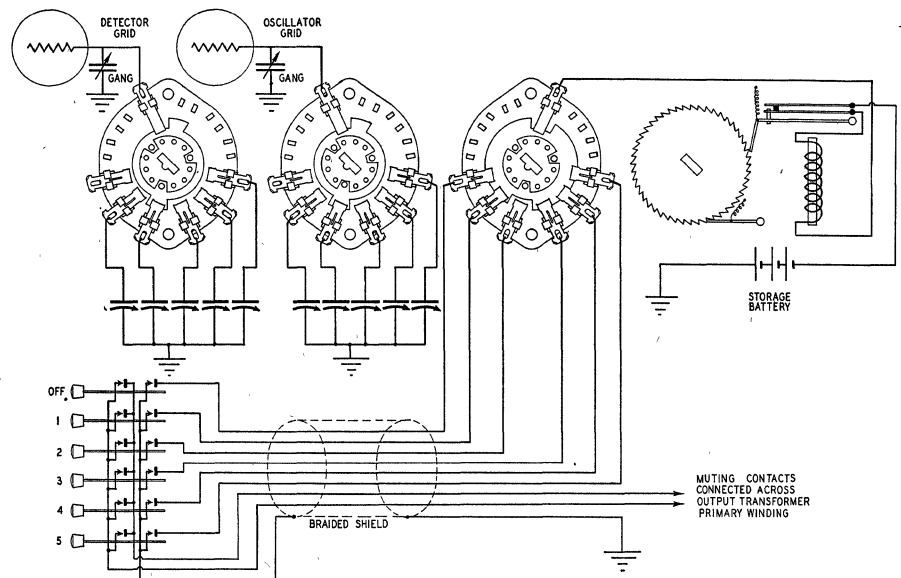 DETECTOR
GRID
OSCILLATOR
GRID
GANG
GANG
STORAGE
BATTERY
OFF
1
2
3
4
5
BRAIDED SHIELD
MUTING CONTACTS
CONNECTED ACROSS
OUTPUT TRANSFORMER
PRIMARY WINDING